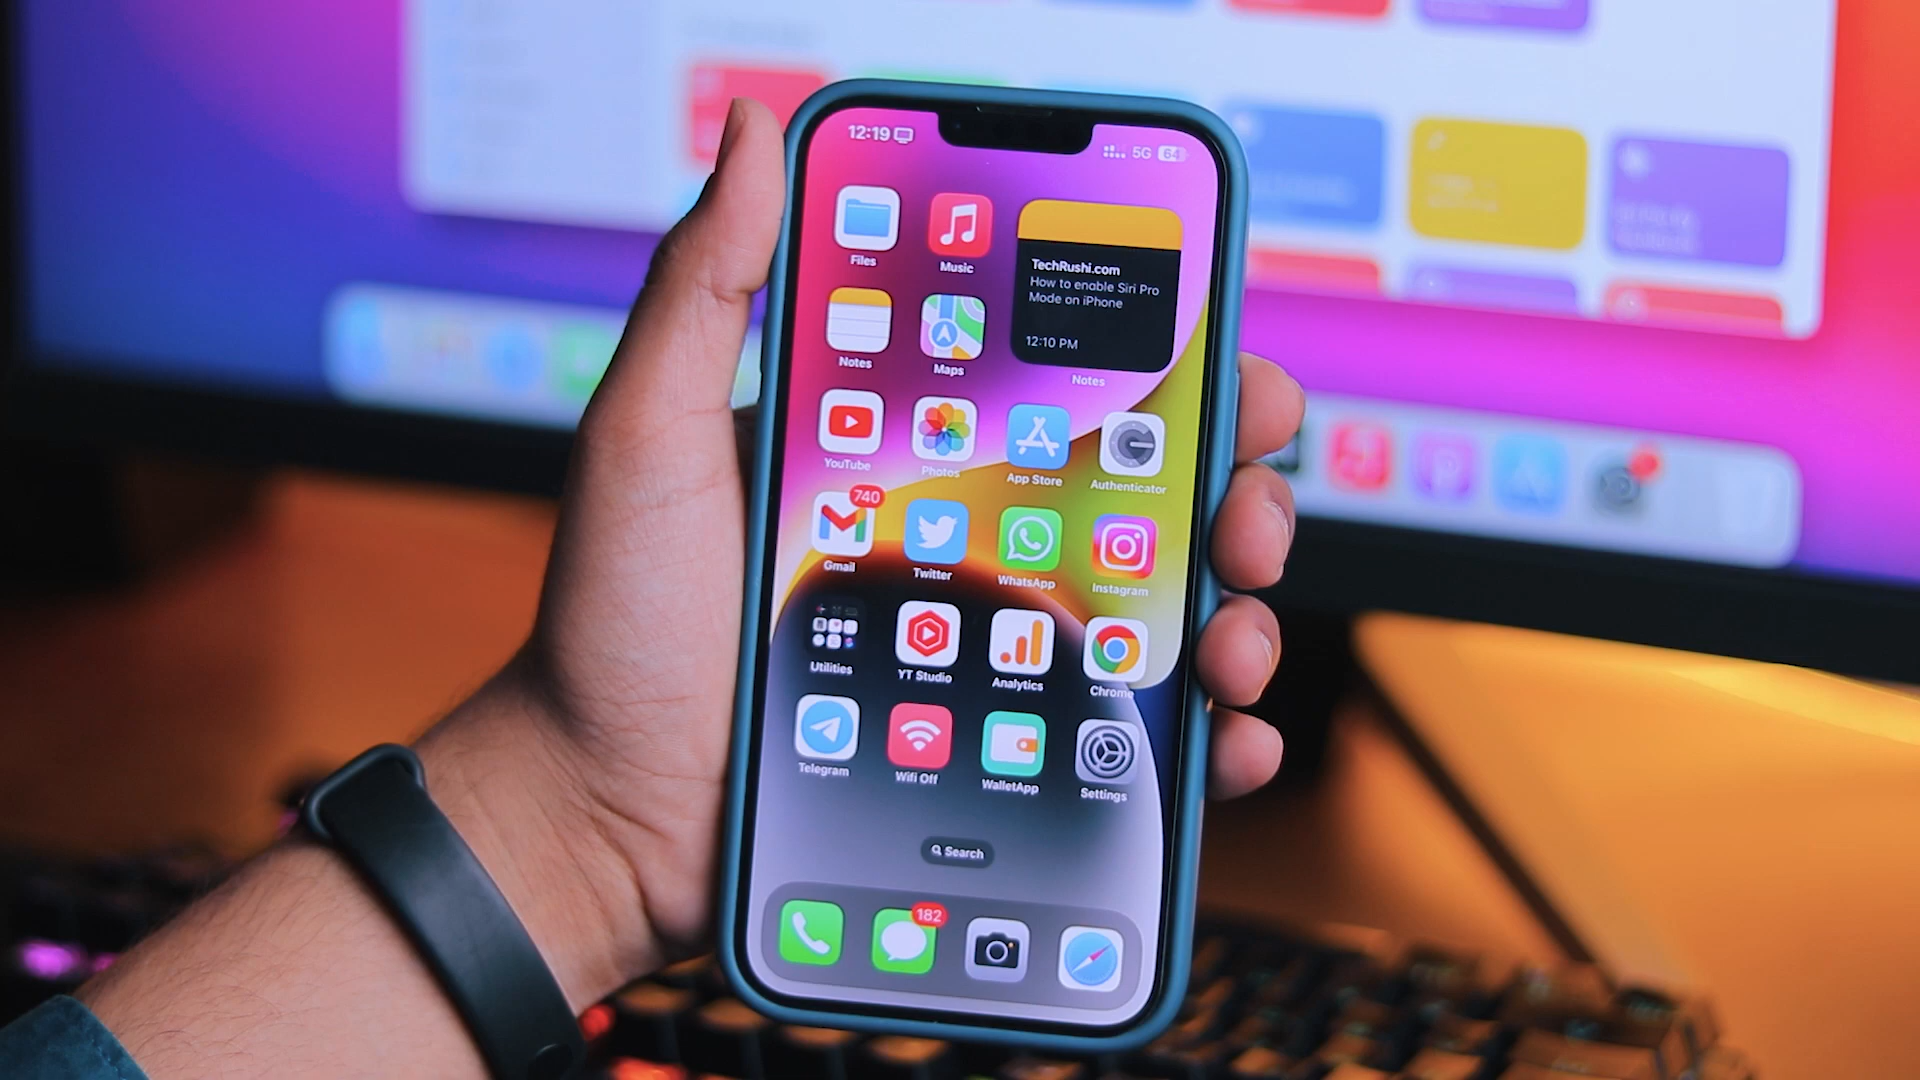 12:19
5G 64
Files
Music
TechRushi.com
How to enable Siri Pro
Mode on iPhone
12:10 PM
Notes
Maps
Notes
YouTube
Photos
App Store
Authenticator
740
Gmail
Twitter
WhatsApp
Instagram
Utilities
YT Studio
Analytics
Chrome
Telegram
Wifi Off
WalletApp
Settings
Search
182